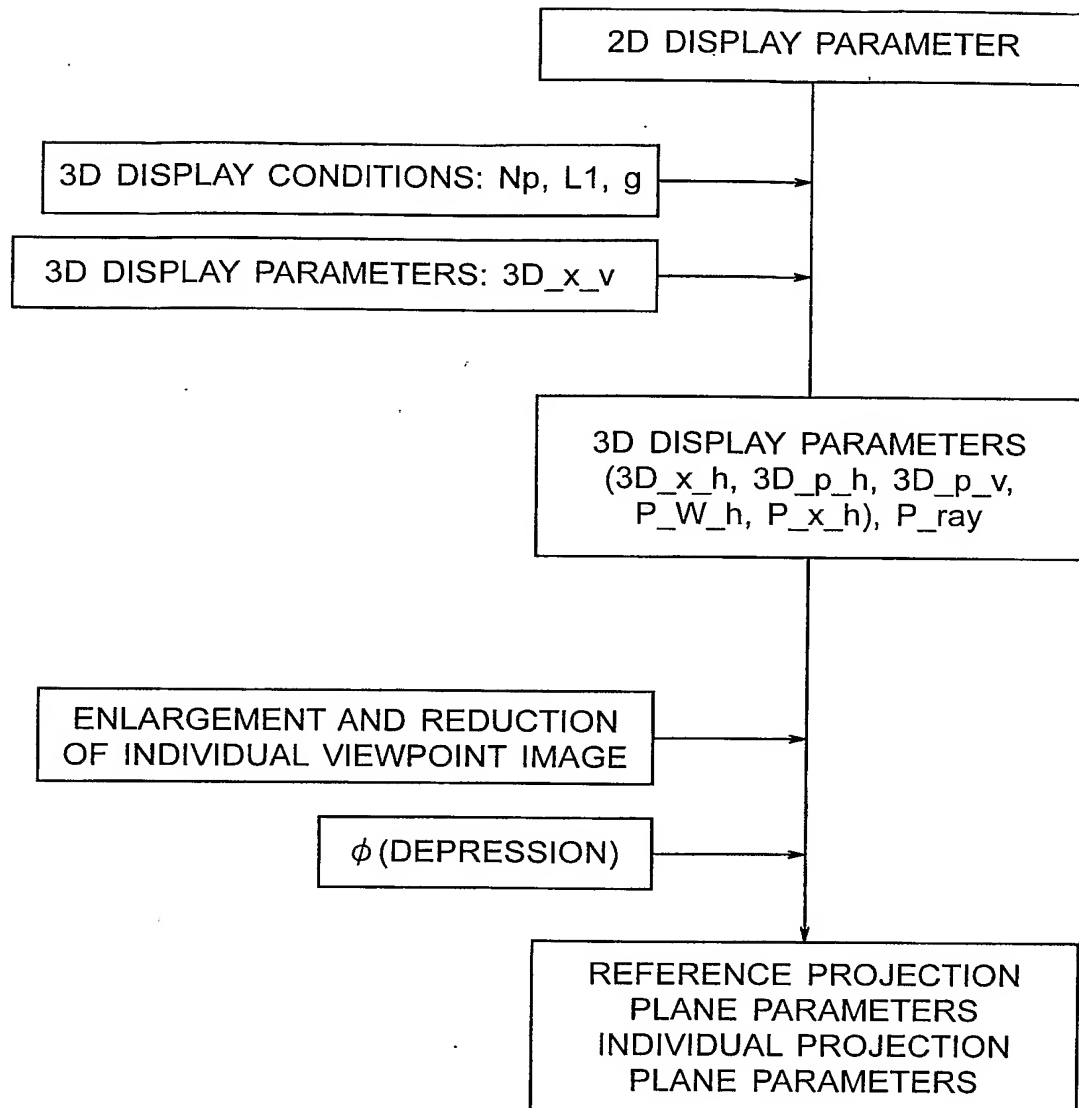 2D DISPLAY PARAMETER
3D DISPLAY CONDITIONS: Np, L1, g
3D DISPLAY PARAMETERS: 3D_x_v
3D DISPLAY PARAMETERS
(3D_x_h, 3D_p_h, 3D_p_v,
P_W_h, P_x_h), P_ray
ENLARGEMENT AND REDUCTION
OF INDIVIDUAL VIEWPOINT IMAGE
ϕ(DEPRESSION)
REFERENCE PROJECTION
PLANE PARAMETERS
INDIVIDUAL PROJECTION
PLANE PARAMETERS